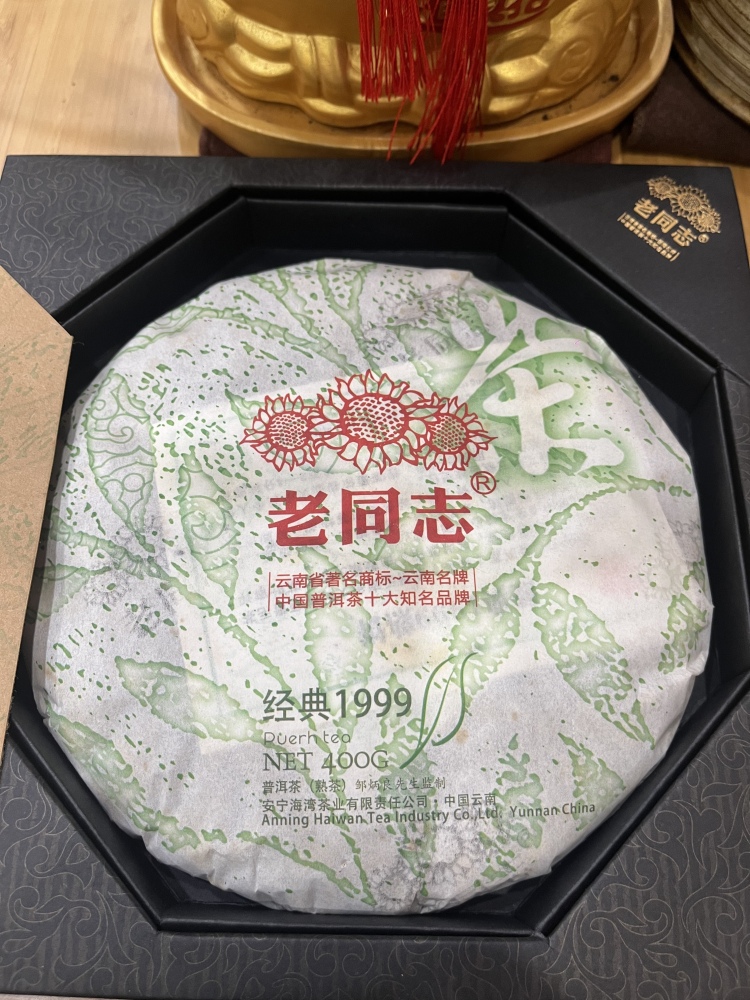 老同志®
茶
老同志®
云南省著名商标~云南名牌
中国普洱茶十大知名品牌
经典1999
Pùerh tea
NET 400G
普洱茶（熟茶）邹炳良先生监制
安宁海湾茶业有限责任公司·中国云南
Anning Haiwan Tea Industry Co.,Ltd. Yunnan China